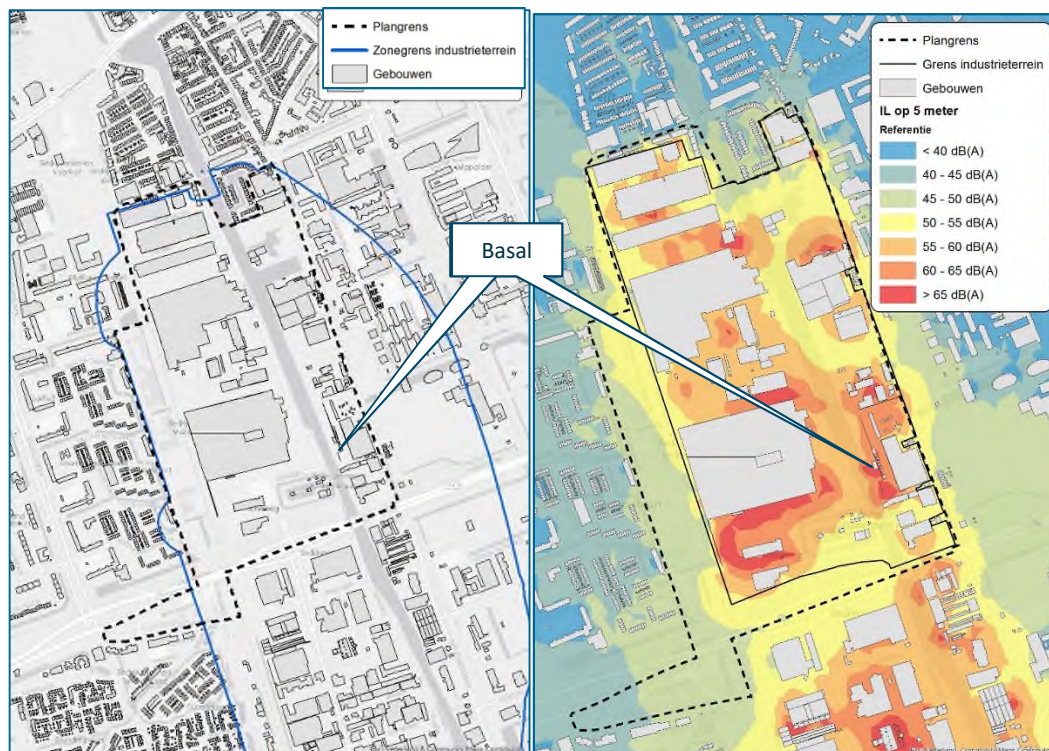 Plangrens
Zonegrens industrieterrein
Gebouwen
Plangrens
Grens industrieterrein
Gebouwen
IL op 5 meter
Referentie
< 40 dB(A)
40 - 45 dB(A)
45 - 50 dB(A)
50 - 55 dB(A)
55 - 60 dB(A)
60 - 65 dB(A)
> 65 dB(A)
Basal